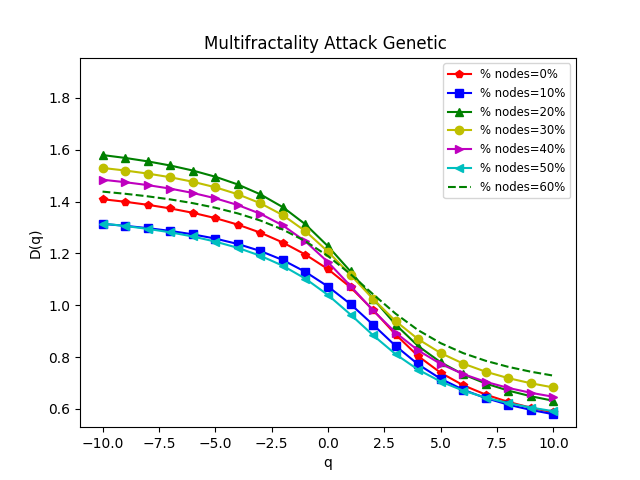 Multifractality Attack Genetic
% nodes=0%
% nodes=10%
% nodes=20%
% nodes=30%
% nodes=40%
% nodes=50%
% nodes=60%
D(q)
1.8
1.6
1.4
1.2
1.0
0.8
0.6
−10.0 −7.5 −5.0 −2.5 0.0 2.5 5.0 7.5 10.0
q